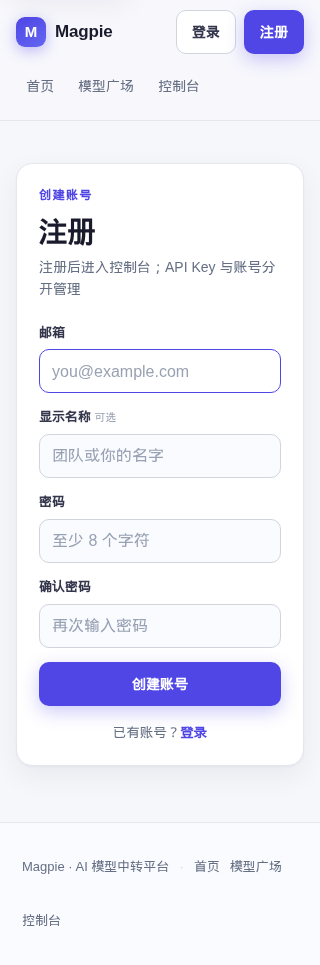 M Magpie 登录 注册
首页 模型广场 控制台
创建账号
注册
注册后进入控制台；API Key 与账号分
开管理
邮箱
you@example.com
显示名称 可选
团队或你的名字
密码
至少 8 个字符
确认密码
再次输入密码
创建账号
已有账号？登录
Magpie · AI 模型中转平台 · 首页 模型广场
控制台